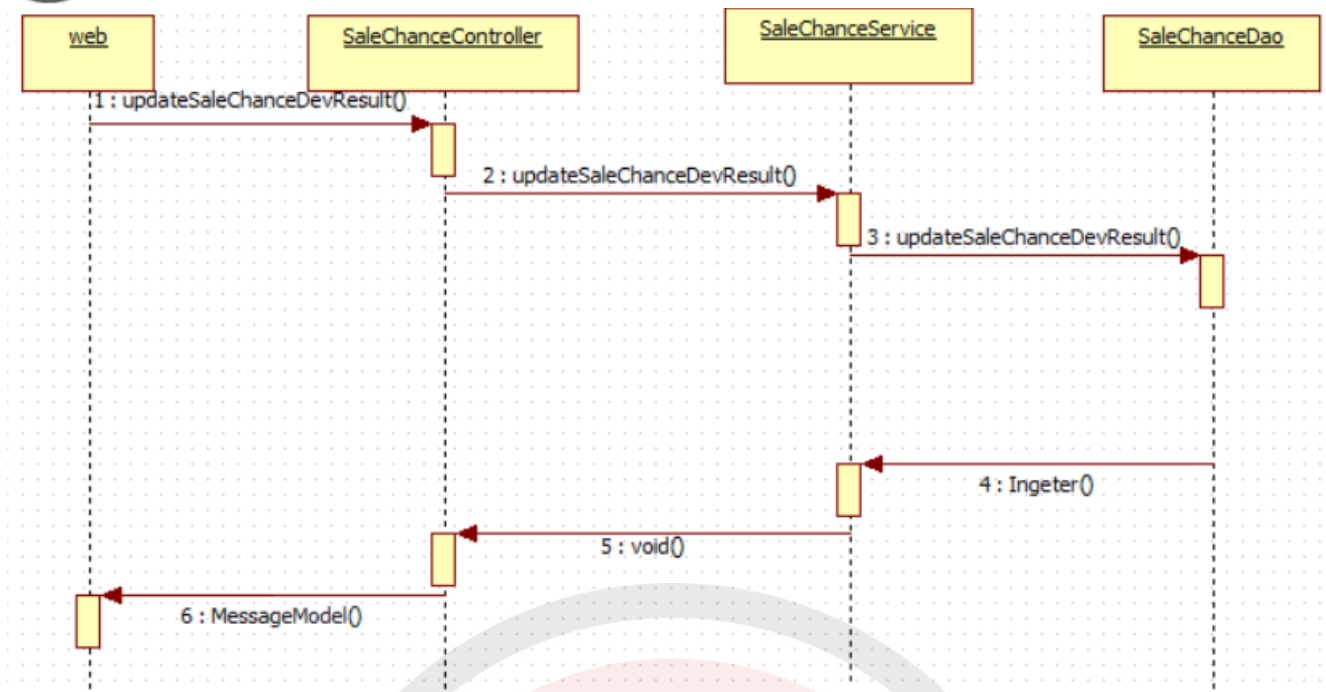 web
SaleChanceController
SaleChanceService
SaleChanceDao
1 : updateSaleChanceDevResult()
2 : updateSaleChanceDevResult()
3 : updateSaleChanceDevResult()
4 : Ingeter()
5 : void()
6 : MessageModel()